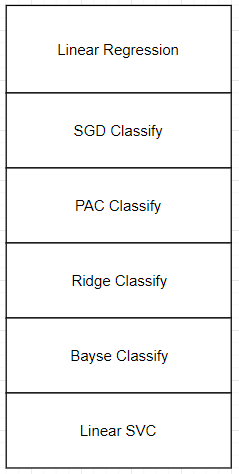 Linear Regression
SGD Classify
PAC Classify
Ridge Classify
Bayse Classify
Linear SVC